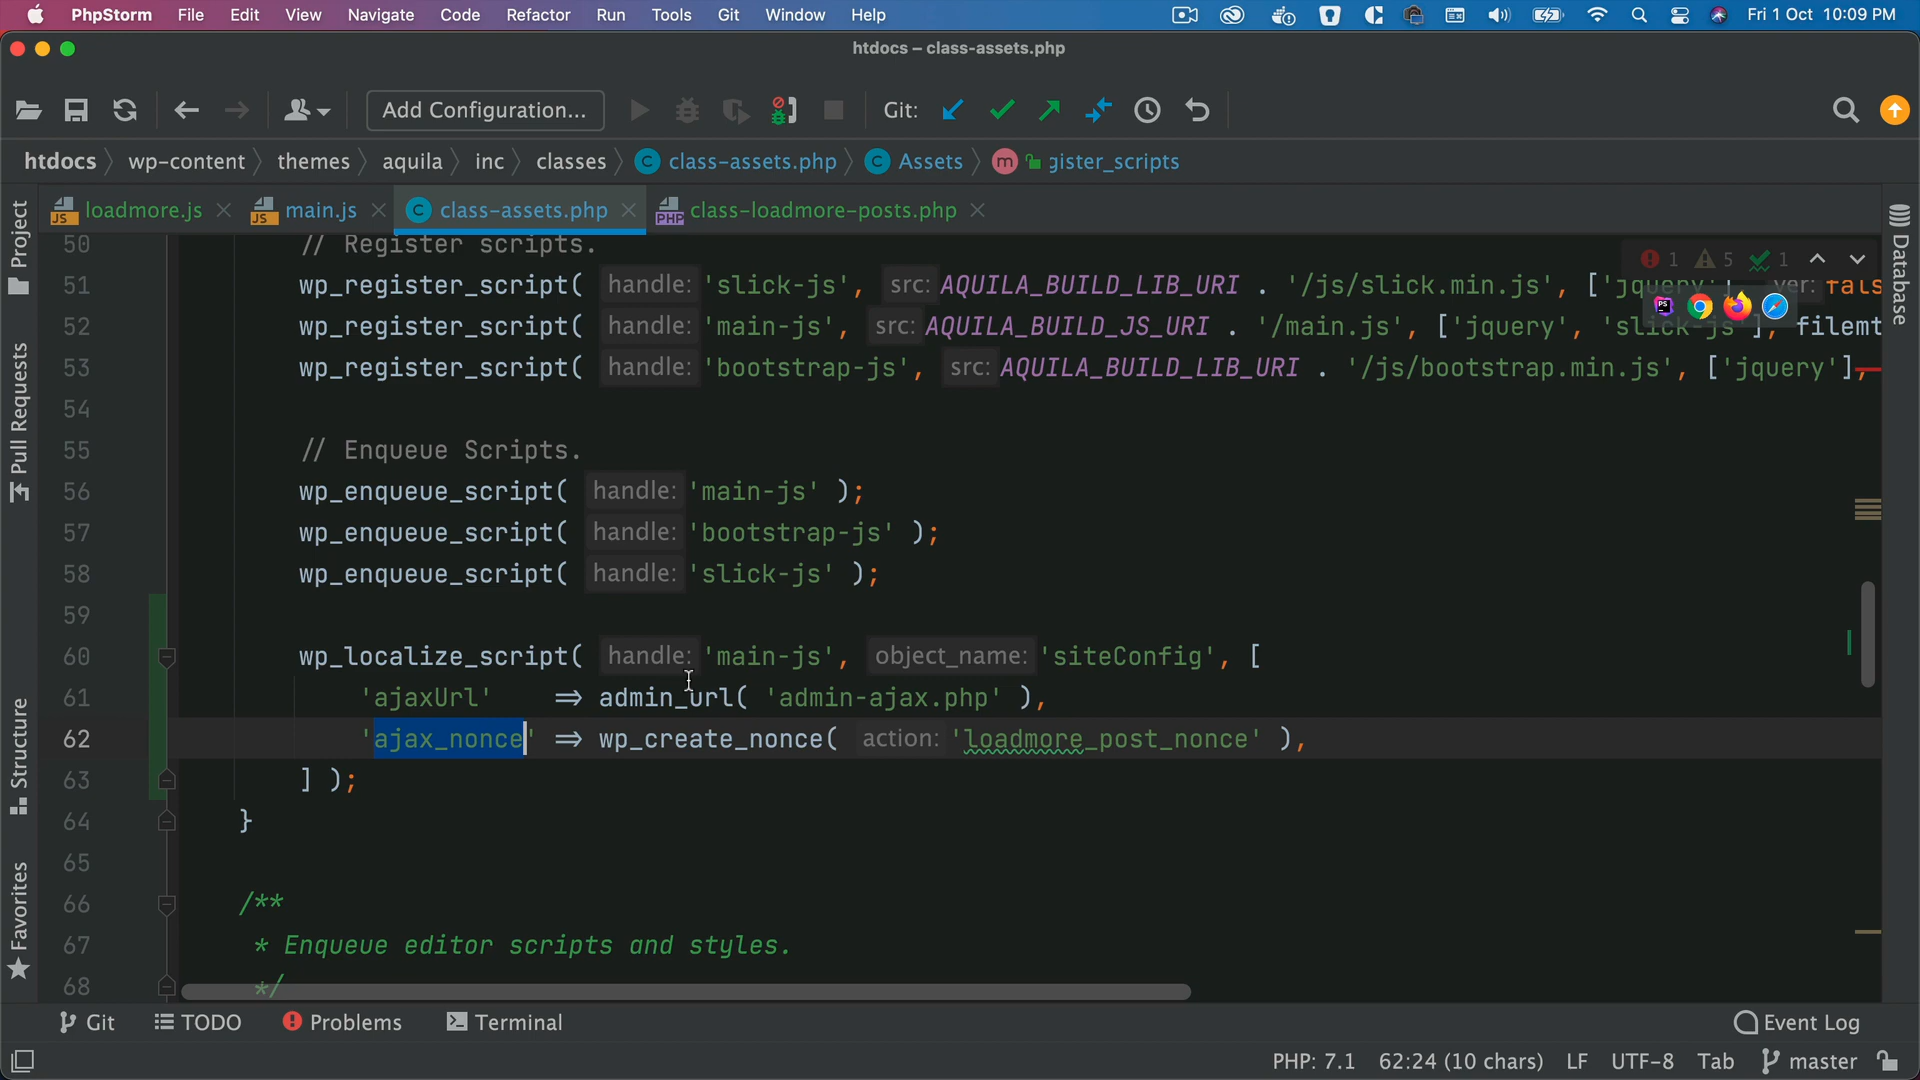 PhpStorm File Edit View Navigate Code Refactor Run Tools Git Window Help Fri 1 Oct 10:09 PM
htdocs – class-assets.php
Add Configuration... Git:
htdocs wp-content themes aquila inc classes class-assets.php Assets gister_scripts
loadmore.js main.js class-assets.php class-loadmore-posts.php
Project
Pull Requests
Structure
Favorites
Database
1 5 1
50 // Register scripts.
51 wp_register_script( handle: 'slick-js', src: AQUILA_BUILD_LIB_URI . '/js/slick.min.js', ['jquery'], ver: fals
52 wp_register_script( handle: 'main-js', src: AQUILA_BUILD_JS_URI . '/main.js', ['jquery', 'slick-js'], filemt
53 wp_register_script( handle: 'bootstrap-js', src: AQUILA_BUILD_LIB_URI . '/js/bootstrap.min.js', ['jquery'],
54
55 // Enqueue Scripts.
56 wp_enqueue_script( handle: 'main-js' );
57 wp_enqueue_script( handle: 'bootstrap-js' );
58 wp_enqueue_script( handle: 'slick-js' );
59
60 wp_localize_script( handle: 'main-js', object_name: 'siteConfig', [
61 'ajaxUrl' => admin_url( 'admin-ajax.php' ),
62 'ajax_nonce' => wp_create_nonce( action: 'loadmore_post_nonce' ),
63 ] );
64 }
65
66 /**
67 * Enqueue editor scripts and styles.
68 */
Git TODO Problems Terminal Event Log
PHP: 7.1 62:24 (10 chars) LF UTF-8 Tab master